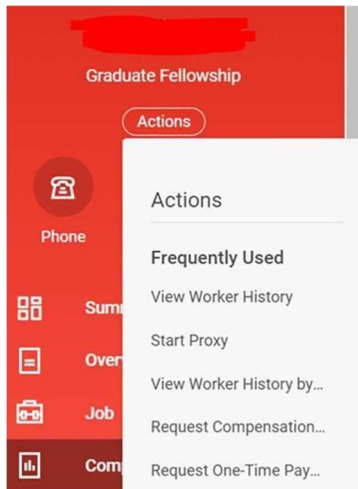 Graduate Fellowship
Actions
Phone
Actions
Frequently Used
View Worker History
Start Proxy
View Worker History by...
Request Compensation...
Request One-Time Pay...
Sum
Over
Job
Com